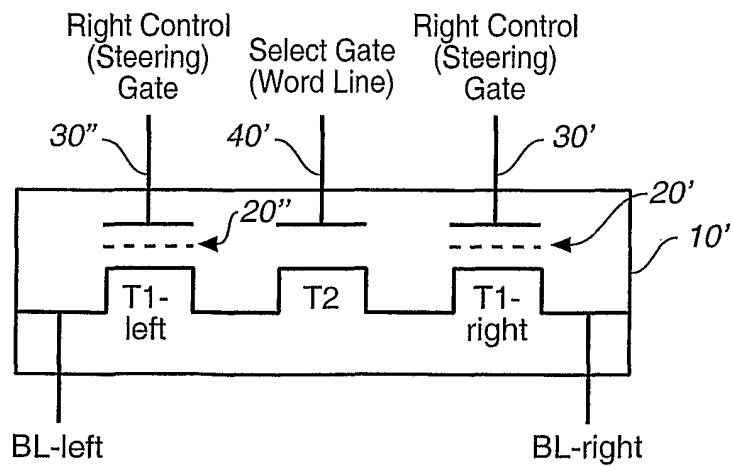 Right Control
(Steering)
Gate
Select Gate
(Word Line)
Right Control
(Steering)
Gate
30”
40’
30’
20”
20’
10’
T1-
left
T2
T1-
right
BL-left
BL-right